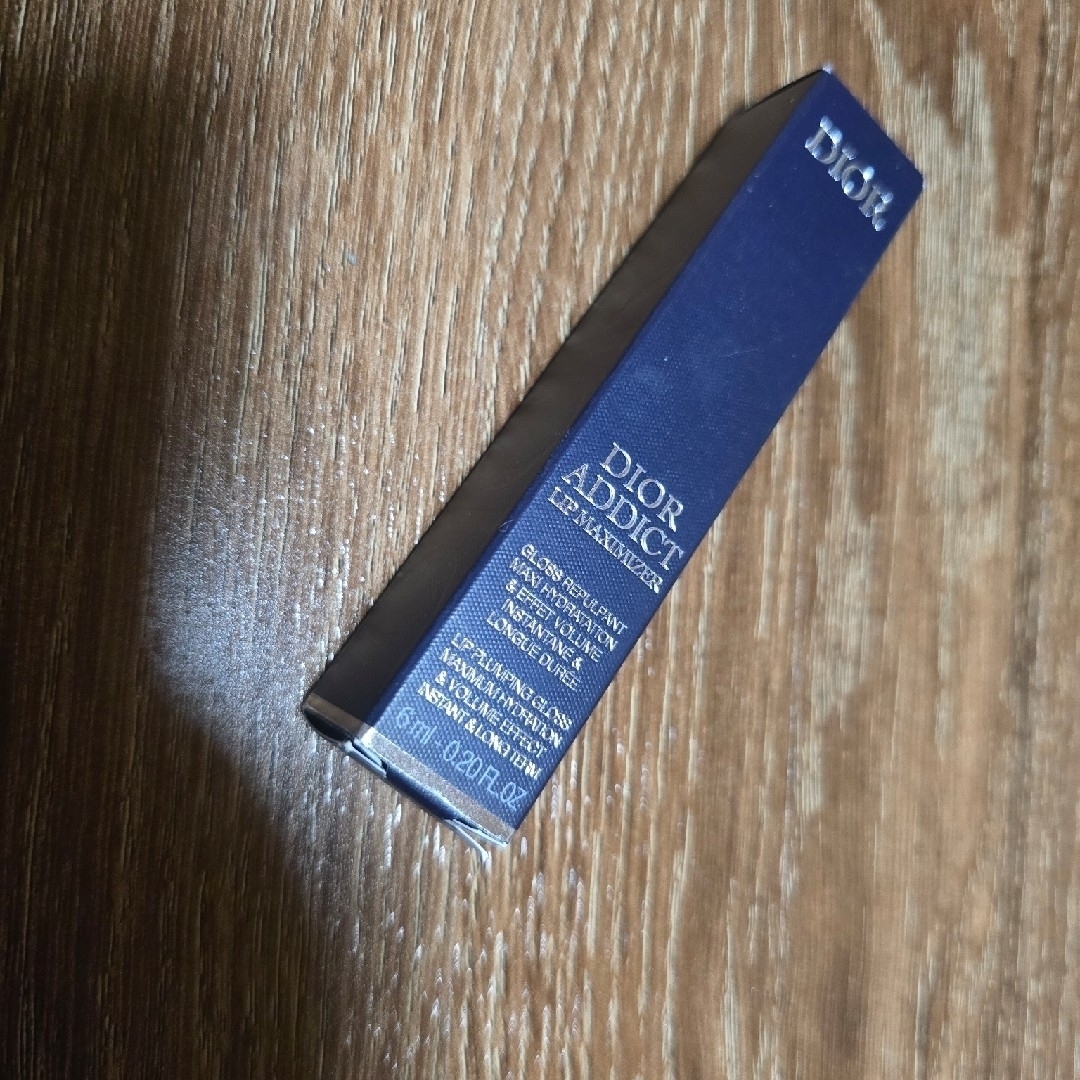 DIOR
DIOR
ADDICT
LIP MAXIMIZER
GLOSS REPULPANT
MAXI HYDRATATION
& EFFET VOLUME
INSTANTANÉ &
LONGUE DURÉE
LIP PLUMPING GLOSS
MAXIMUM HYDRATION
& VOLUME EFFECT
INSTANT & LONG TERM
6 ml - 0.20 FL.OZ